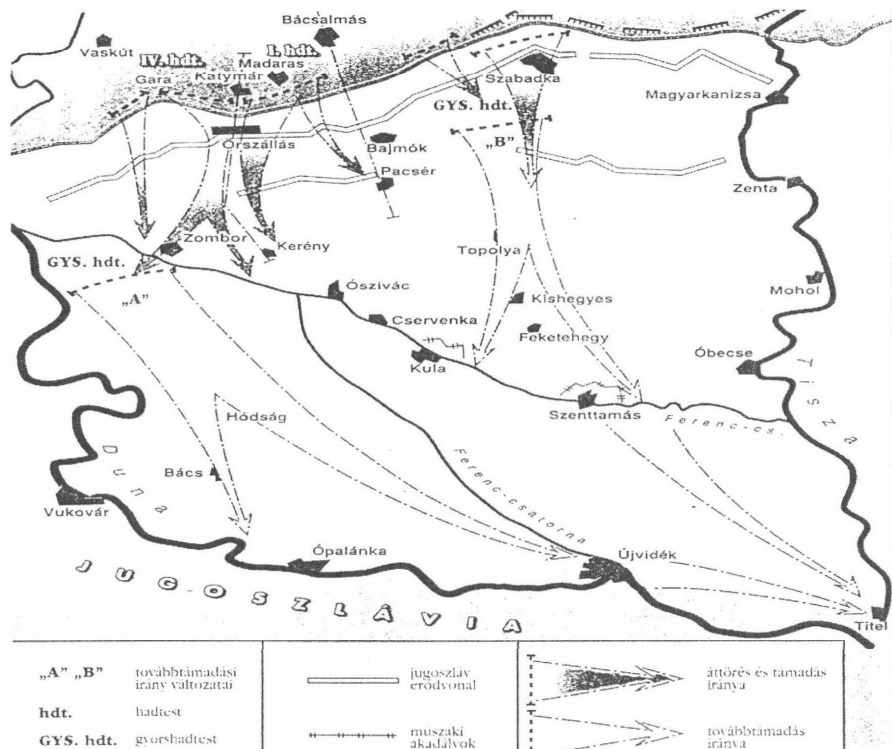 Bácsalmás
Vaskút
IV. hdt.
I. hdt.
Madaras
Gara
Katymár
Szabadka
GYS. hdt.
Magyarkanizsa
„B”
Őrszállás
Bajmók
Pacsér
Zenta
Zombor
Kerény
Topolya
GYS. hdt.
„A”
Ószivác
Kishegyes
Mohol
Cservenka
Feketehegy
Kula
Óbecse
Tisza
Hódság
Szenttamás
Ferenc-cs.
Duna
Bács
Ferenc-csatorna
Vukovár
Ópalánka
Újvidék
JUGOSZLÁVIA
Titel
„A” „B” továbbtámadási
irány változatai
hdt. hadtest
GYS. hdt. gyorshadtest
jugoszláv
erődvonal
műszaki
akadályok
áttörés és támadás
iránya
továbbtámadás
iránya